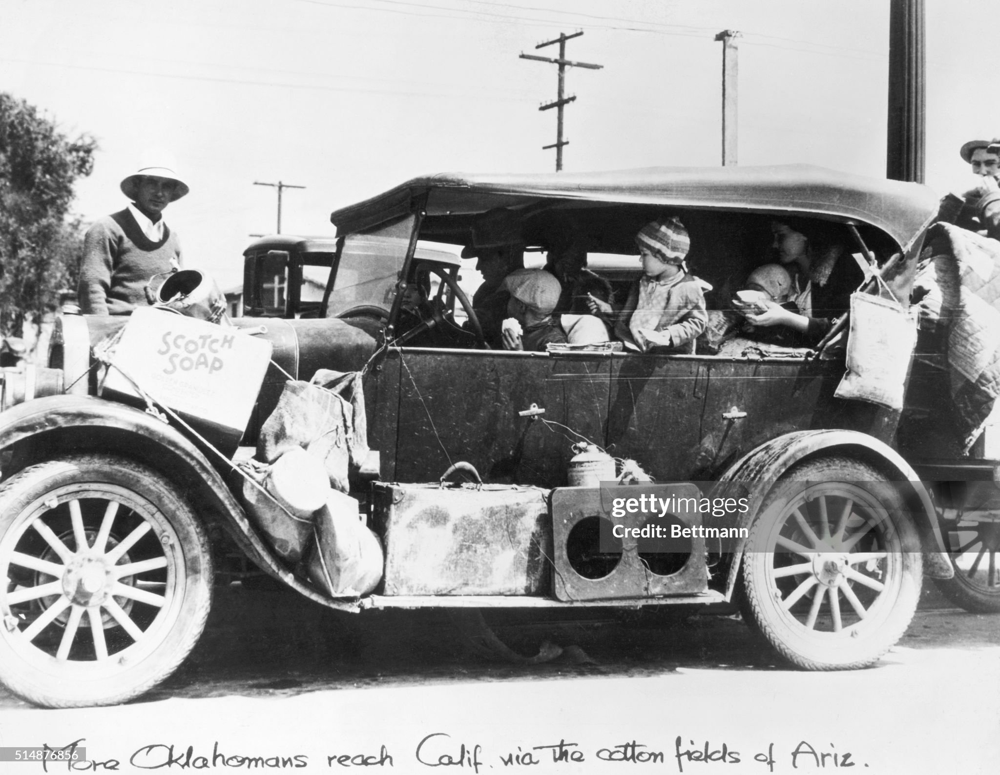 SCOTCH
SOAP
gettyimages®
Credit: Bettmann
514876856
More Oklahomans reach Calif. via the cotton fields of Ariz.